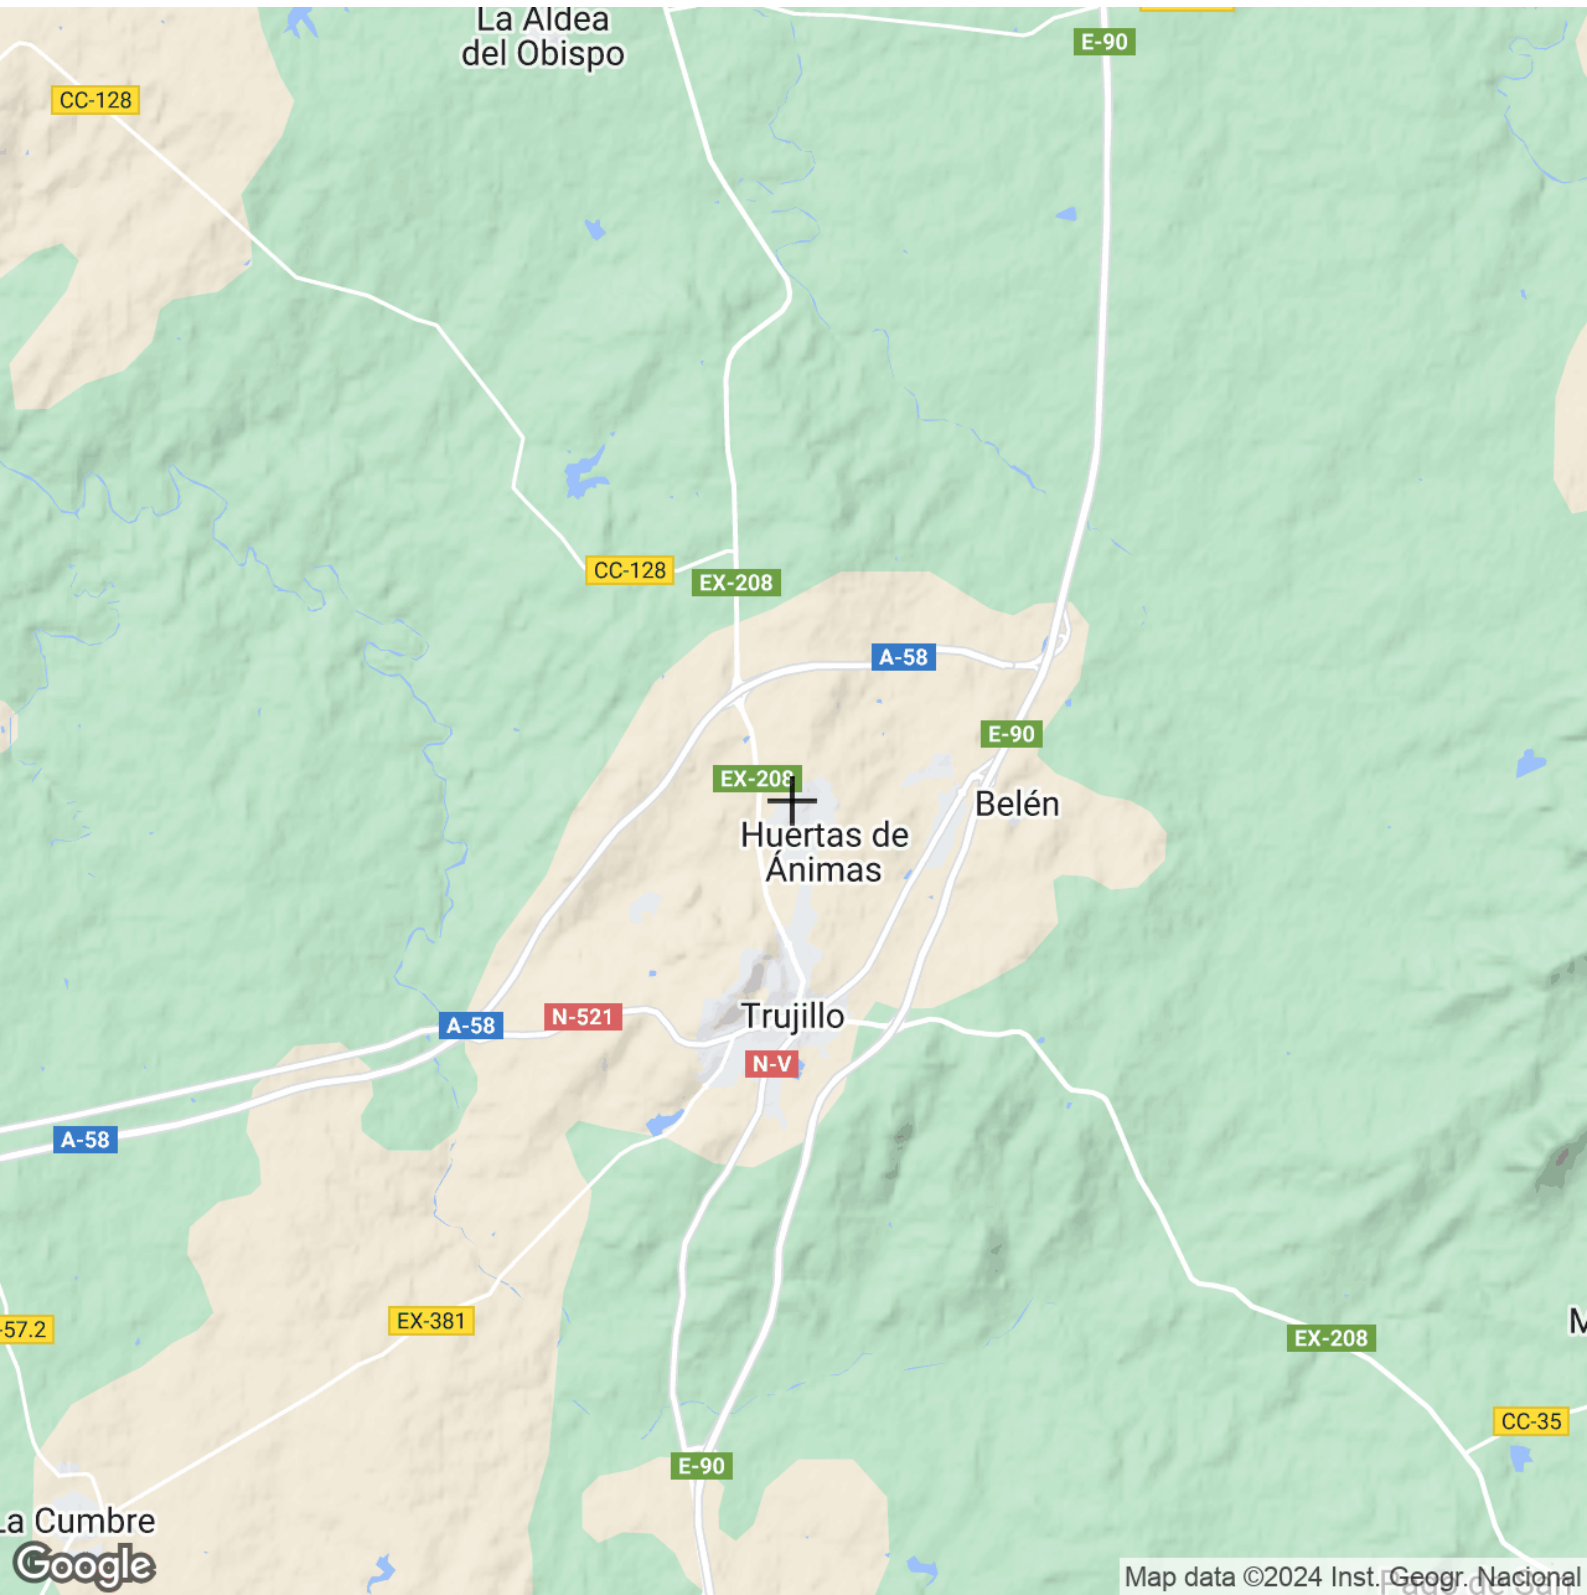 La Aldea
del Obispo
E-90
CC-128
CC-128
EX-208
A-58
E-90
EX-208
Belén
Huertas de
Ánimas
A-58
N-521
Trujillo
N-V
A-58
-57.2
EX-381
EX-208
M
CC-35
E-90
La Cumbre
Google
Map data ©2024 Inst. Geogr. Nacional